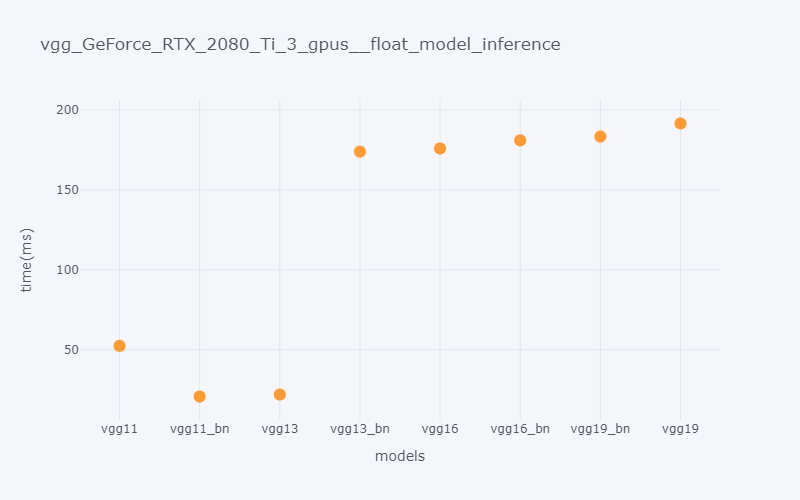 vgg_GeForce_RTX_2080_Ti_3_gpus__float_model_inference
200
150
100
50
time(ms)
vgg11 vgg11_bn vgg13 vgg13_bn vgg16 vgg16_bn vgg19_bn vgg19
models